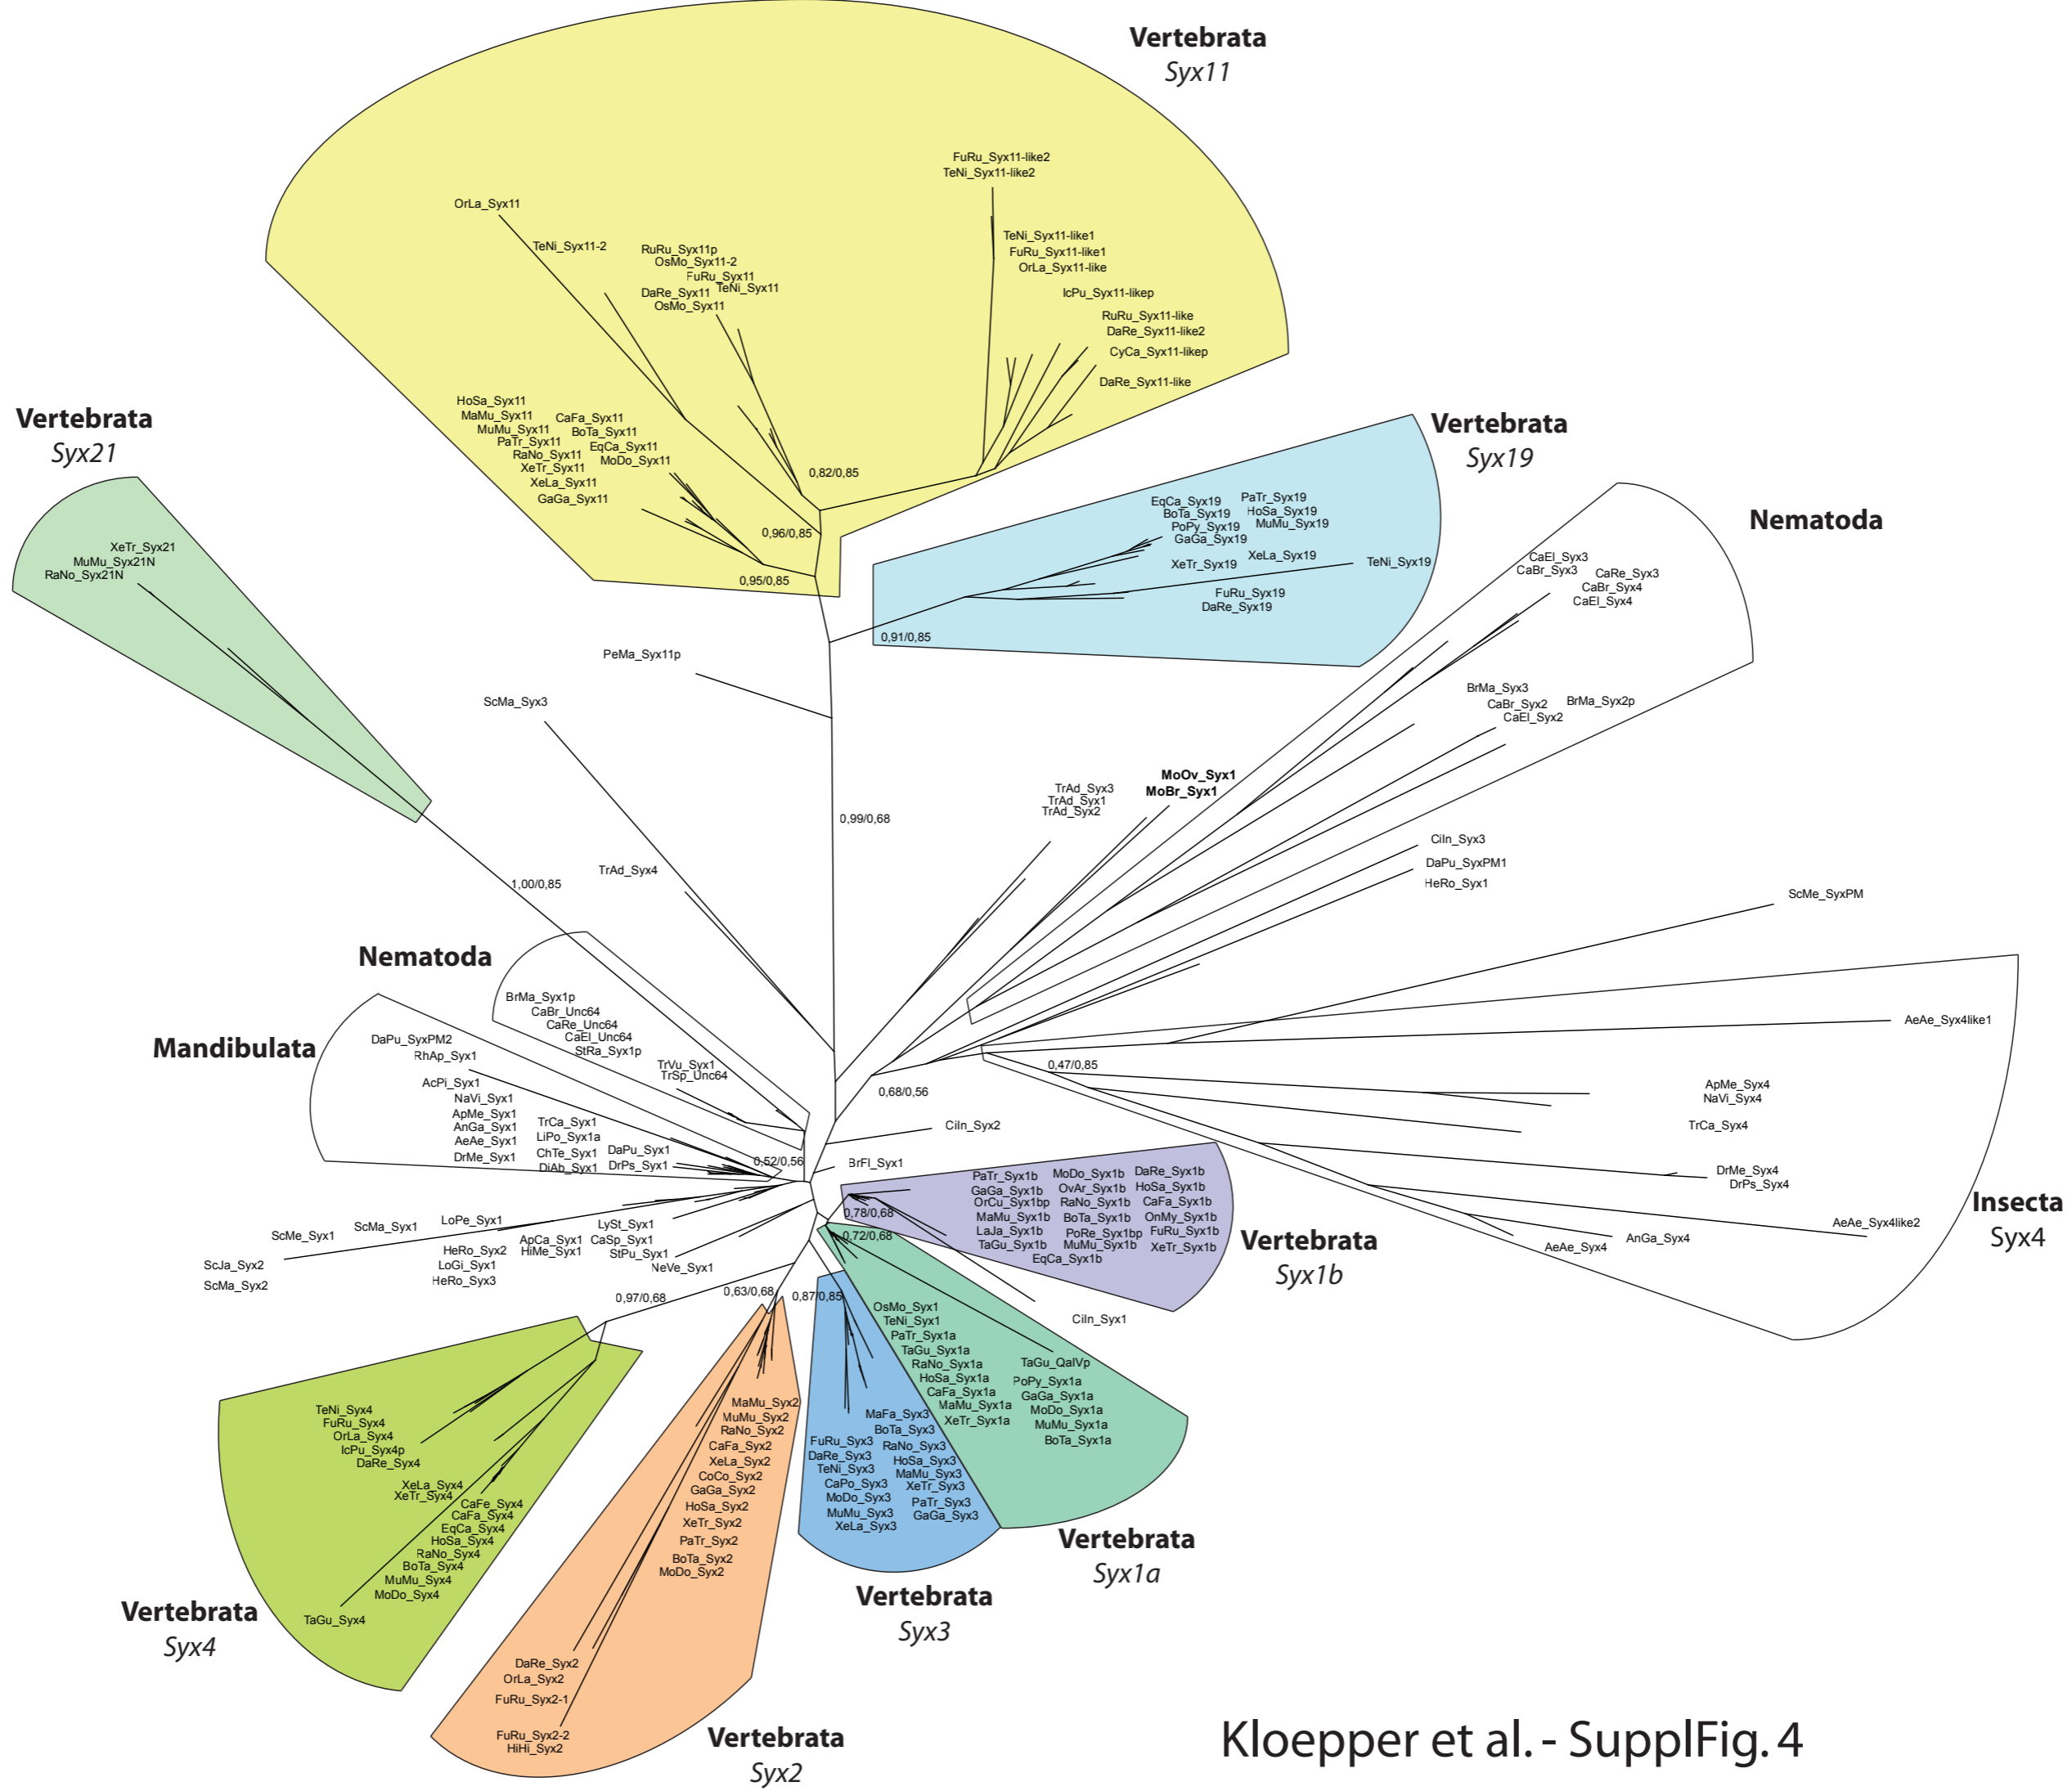 Vertebrata
Syx11
FuRu_Syx11-like2
TeNi_Syx11-like2
OrLa_Syx11
TeNi_Syx11-2
RuRu_Syx11p
OsMo_Syx11-2
FuRu_Syx11
TeNi_Syx11
DaRe_Syx11
OsMo_Syx11
TeNi_Syx11-like1
FuRu_Syx11-like1
OrLa_Syx11-like
IcPu_Syx11-likep
RuRu_Syx11-like
DaRe_Syx11-like2
CyCa_Syx11-likep
DaRe_Syx11-like
HoSa_Syx11
MaMu_Syx11
MuMu_Syx11
PaTr_Syx11
RaNo_Syx11
XeTr_Syx11
XeLa_Syx11
GaGa_Syx11
CaFa_Syx11
BoTa_Syx11
EqCa_Syx11
MoDo_Syx11
0,82/0,85
0,96/0,85
0,95/0,85
Vertebrata
Syx21
XeTr_Syx21
MuMu_Syx21N
RaNo_Syx21N
Vertebrata
Syx19
EqCa_Syx19
BoTa_Syx19
PoPy_Syx19
GaGa_Syx19
PaTr_Syx19
HoSa_Syx19
MuMu_Syx19
XeTr_Syx19
XeLa_Syx19
TeNi_Syx19
FuRu_Syx19
DaRe_Syx19
0,91/0,85
Nematoda
CaEl_Syx3
CaBr_Syx3
CaRe_Syx3
CaBr_Syx4
CaEl_Syx4
BrMa_Syx3
CaBr_Syx2
CaEl_Syx2
BrMa_Syx2p
PeMa_Syx11p
ScMa_Syx3
TrAd_Syx3
TrAd_Syx1
TrAd_Syx2
MoOv_Syx1
MoBr_Syx1
0,99/0,68
CiIn_Syx3
DaPu_SyxPM1
HeRo_Syx1
TrAd_Syx4
1,00/0,85
ScMe_SyxPM
Nematoda
BrMa_Syx1p
CaBr_Unc64
CaRe_Unc64
CaEl_Unc64
StRa_Syx1p
TrVu_Syx1
TrSp_Unc64
Mandibulata
DaPu_SyxPM2
RhAp_Syx1
AcPi_Syx1
NaVi_Syx1
ApMe_Syx1
AnGa_Syx1
AeAe_Syx1
DrMe_Syx1
TrCa_Syx1
LiPo_Syx1a
ChTe_Syx1
DiAb_Syx1
DaPu_Syx1
DrPs_Syx1
0,52/0,56
0,68/0,56
0,47/0,85
AeAe_Syx4like1
ApMe_Syx4
NaVi_Syx4
TrCa_Syx4
DrMe_Syx4
DrPs_Syx4
AeAe_Syx4like2
AnGa_Syx4
AeAe_Syx4
Insecta
Syx4
CiIn_Syx2
BrFl_Syx1
PaTr_Syx1b
GaGa_Syx1b
OrCu_Syx1bp
MaMu_Syx1b
LaJa_Syx1b
TaGu_Syx1b
MoDo_Syx1b
OvAr_Syx1b
RaNo_Syx1b
BoTa_Syx1b
PoRe_Syx1bp
MuMu_Syx1b
EqCa_Syx1b
DaRe_Syx1b
HoSa_Syx1b
CaFa_Syx1b
OnMy_Syx1b
FuRu_Syx1b
XeTr_Syx1b
0,78/0,68
0,72/0,68
Vertebrata
Syx1b
CiIn_Syx1
ScMe_Syx1
ScMa_Syx1
LoPe_Syx1
LySt_Syx1
ApCa_Syx1
CaSp_Syx1
HeRo_Syx2
HiMe_Syx1
StPu_Syx1
LoGi_Syx1
NeVe_Syx1
HeRo_Syx3
ScJa_Syx2
ScMa_Syx2
0,97/0,68
0,63/0,68
0,87/0,85
OsMo_Syx1
TeNi_Syx1
PaTr_Syx1a
TaGu_Syx1a
RaNo_Syx1a
HoSa_Syx1a
CaFa_Syx1a
MaMu_Syx1a
XeTr_Syx1a
TaGu_QaIVp
PoPy_Syx1a
GaGa_Syx1a
MoDo_Syx1a
MuMu_Syx1a
BoTa_Syx1a
Vertebrata
Syx1a
MaFa_Syx3
BoTa_Syx3
RaNo_Syx3
HoSa_Syx3
MaMu_Syx3
XeTr_Syx3
PaTr_Syx3
GaGa_Syx3
FuRu_Syx3
DaRe_Syx3
TeNi_Syx3
CaPo_Syx3
MoDo_Syx3
MuMu_Syx3
XeLa_Syx3
Vertebrata
Syx3
MaMu_Syx2
MuMu_Syx2
RaNo_Syx2
CaFa_Syx2
XeLa_Syx2
CoCo_Syx2
GaGa_Syx2
HoSa_Syx2
XeTr_Syx2
PaTr_Syx2
BoTa_Syx2
MoDo_Syx2
DaRe_Syx2
OrLa_Syx2
FuRu_Syx2-1
FuRu_Syx2-2
HiHi_Syx2
Vertebrata
Syx2
TeNi_Syx4
FuRu_Syx4
OrLa_Syx4
IcPu_Syx4p
DaRe_Syx4
XeLa_Syx4
XeTr_Syx4
CaFe_Syx4
CaFa_Syx4
EqCa_Syx4
HoSa_Syx4
RaNo_Syx4
BoTa_Syx4
MuMu_Syx4
MoDo_Syx4
TaGu_Syx4
Vertebrata
Syx4
Kloepper et al. - SupplFig. 4